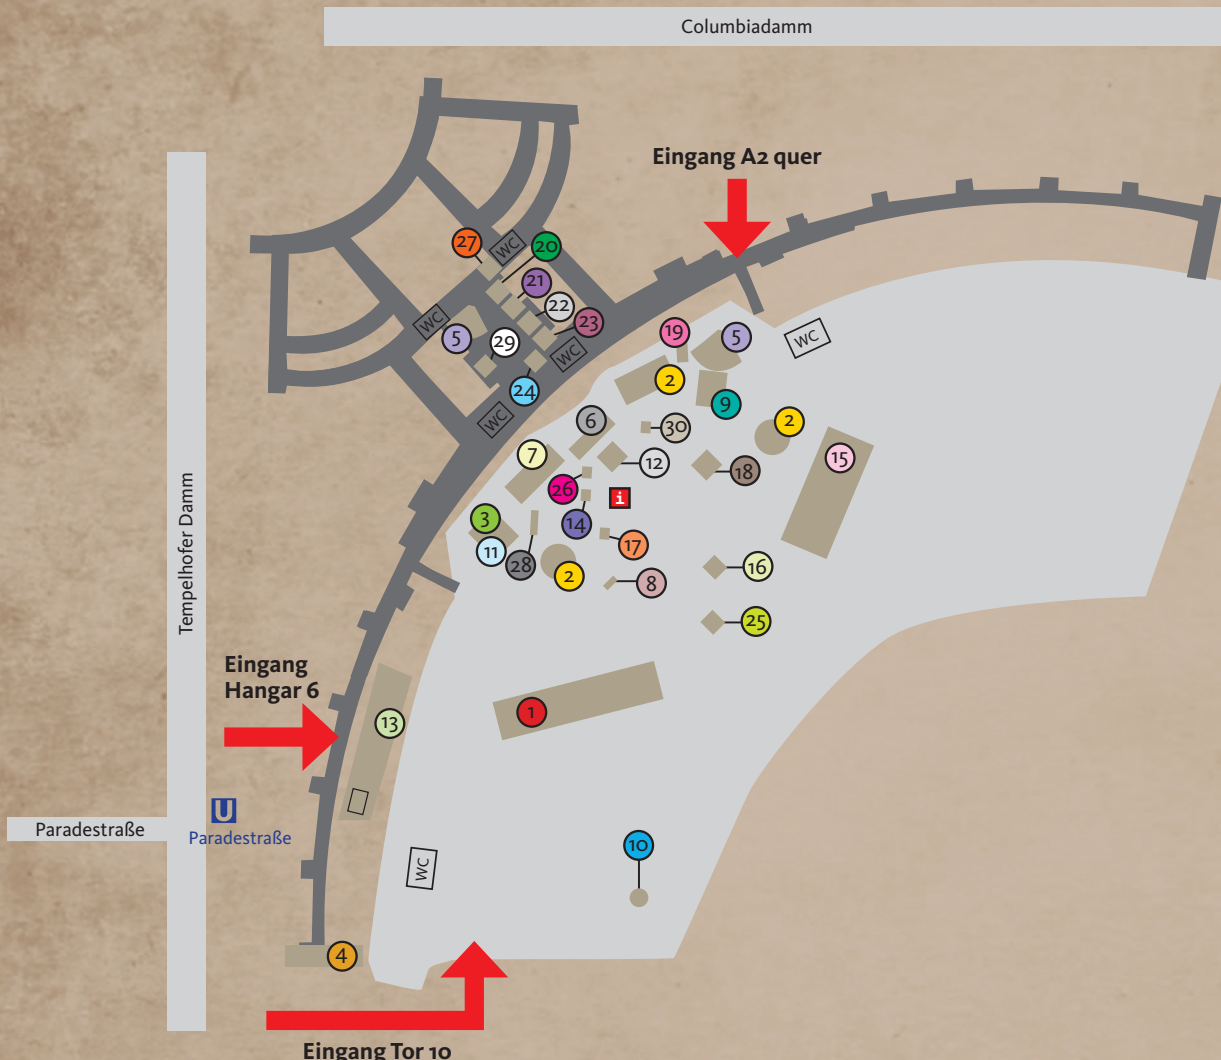 Columbiadamm
Eingang A2 quer
27
WC
20
21
22
23
WC
5
29
WC
24
WC
19
5
WC
2
9
6
30
2
7
12
18
15
26
i
3
14
11
28
17
2
8
16
25
Tempelhofer Damm
Eingang
Hangar 6
1
13
U
Paradestraße
Paradestraße
10
WC
4
Eingang Tor 10